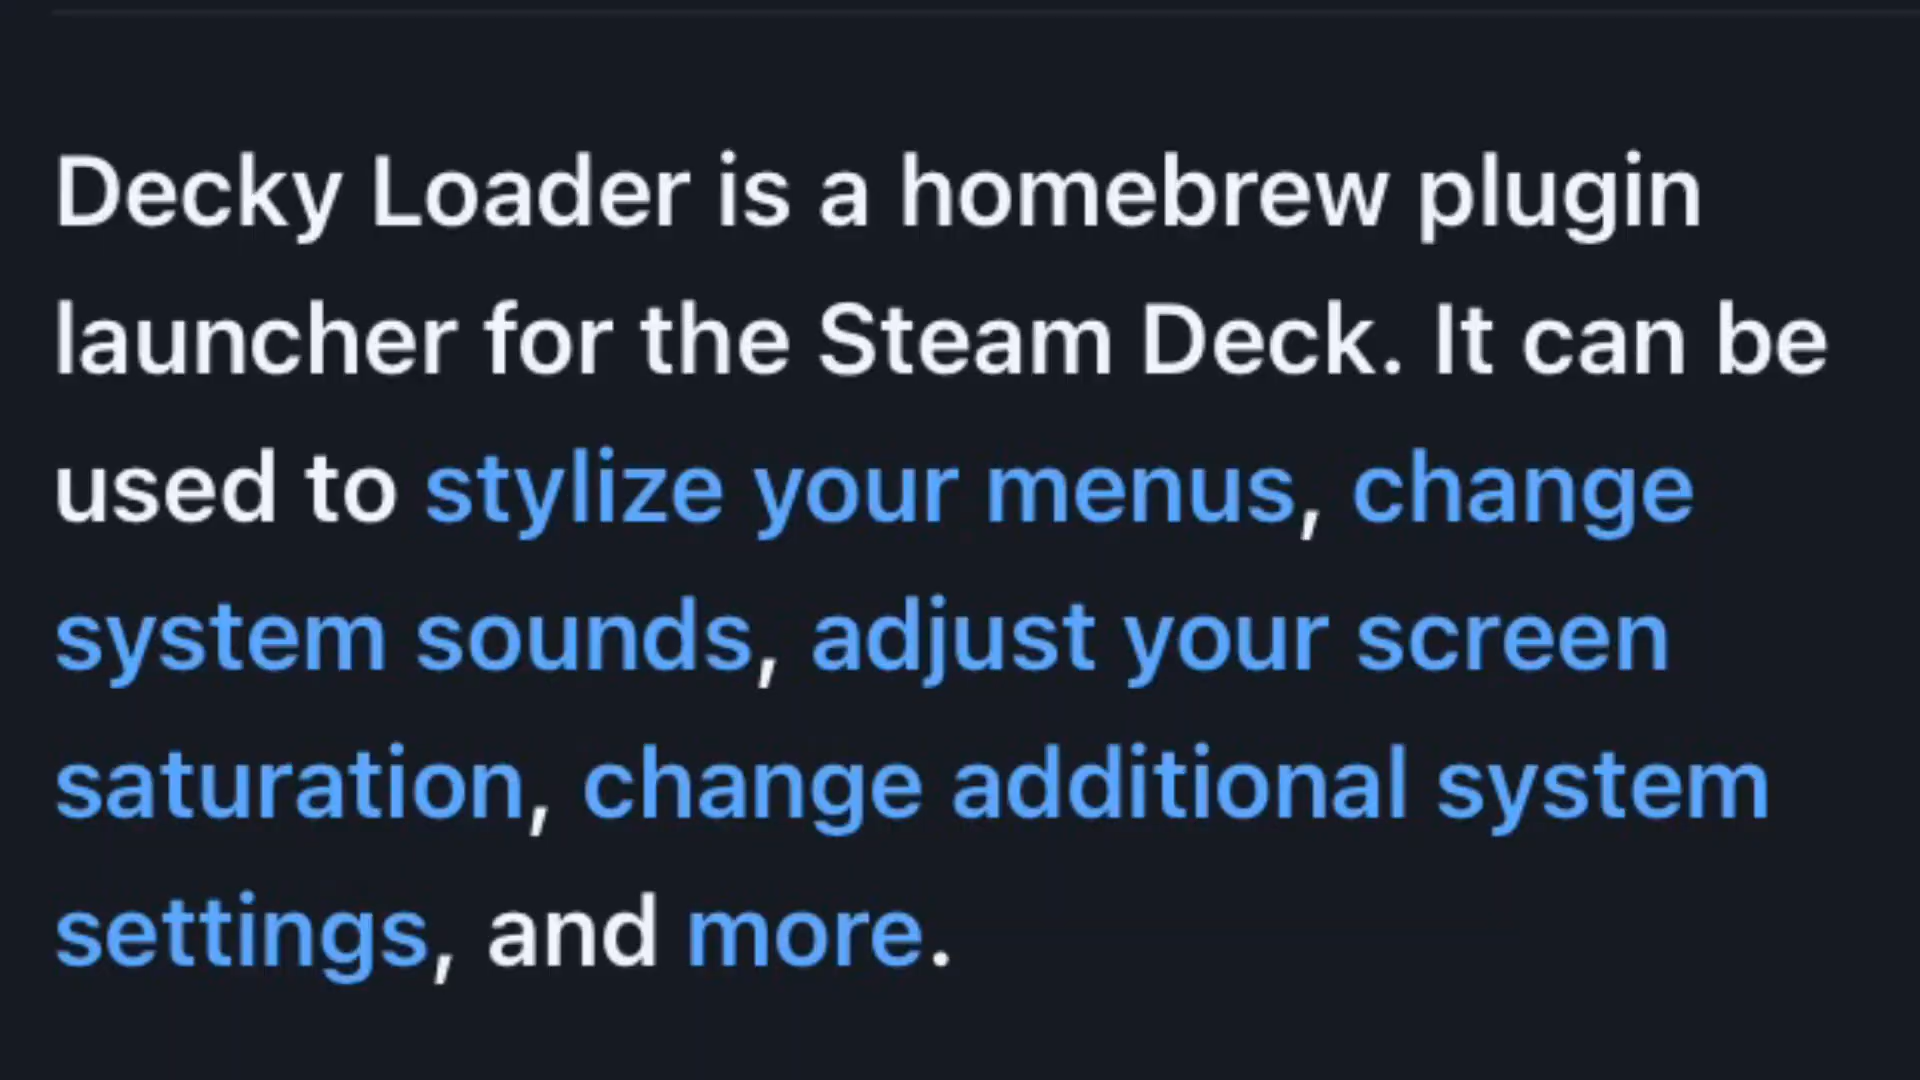 Decky Loader is a homebrew plugin
launcher for the Steam Deck. It can be
used to stylize your menus, change
system sounds, adjust your screen
saturation, change additional system
settings, and more.